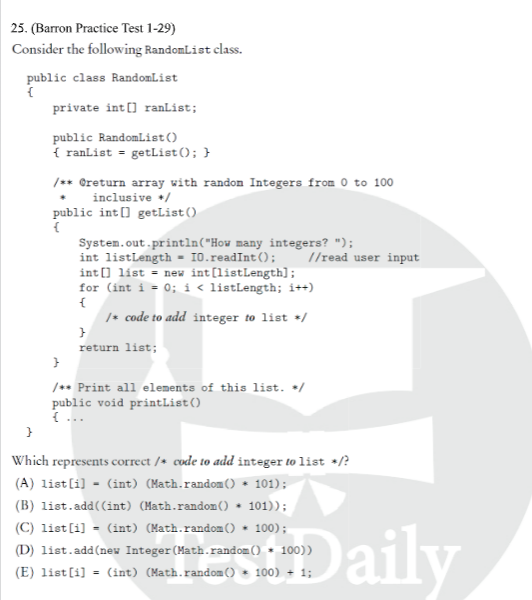 25. (Barron Practice Test 1-29)
Consider the following RandomList class.
public class RandomList
{
private int[] ranList;
public RandomList()
{ ranList = getList(); }
/** @return array with random Integers from 0 to 100
* inclusive */
public int[] getList()
{
System.out.println("How many integers? ");
int listLength = IO.readInt(); //read user input
int[] list = new int[listLength];
for (int i = 0; i < listLength; i++)
{
/* code to add integer to list */
}
return list;
}
/** Print all elements of this list. */
public void printList()
{ ...
}
Which represents correct /* code to add integer to list */?
(A) list[i] = (int) (Math.random() * 101);
(B) list.add((int) (Math.random() * 101));
(C) list[i] = (int) (Math.random() * 100);
(D) list.add(new Integer(Math.random() * 100))
(E) list[i] = (int) (Math.random() * 100) + 1;
TestDaily